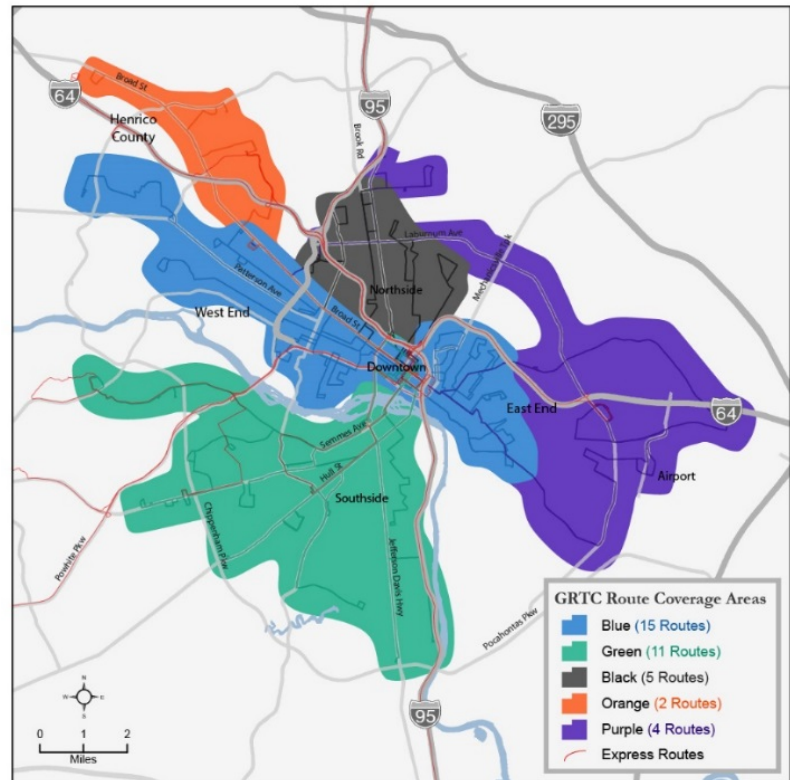 Broad St
64
Henrico
County
95
Brook Rd
295
Laburnum Ave
Mechanicsville Tpk
Northside
Patterson Ave
West End
Broad St
Downtown
East End
64
Airport
Semmes Ave
Hull St
Southside
Chippenham Pkwy
Jefferson Davis Hwy
Powhite Pkw
Pocahontas Pkwy
95
N
W
E
S
0 1 2
Miles
GRTC Route Coverage Areas
Blue (15 Routes)
Green (11 Routes)
Black (5 Routes)
Orange (2 Routes)
Purple (4 Routes)
Express Routes